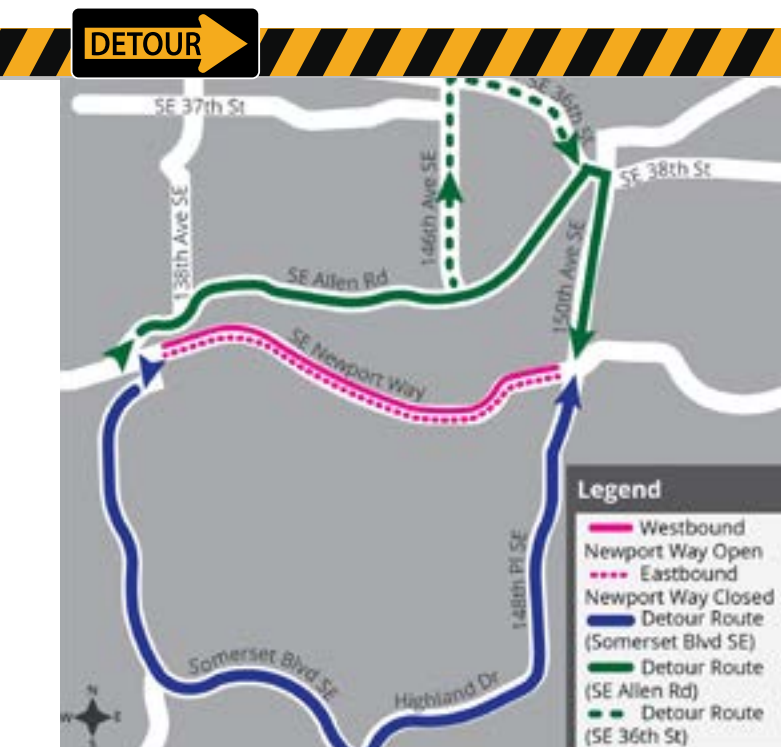 DETOUR
SE 36th St
SE 37th St
SE 38th St
146th Ave SE
138th Ave SE
150th Ave SE
SE Allen Rd
SE Newport Way
148th Pl SE
Somerset Blvd SE
Highland Dr
N
W E
S
Legend
Westbound
Newport Way Open
Eastbound
Newport Way Closed
Detour Route
(Somerset Blvd SE)
Detour Route
(SE Allen Rd)
Detour Route
(SE 36th St)